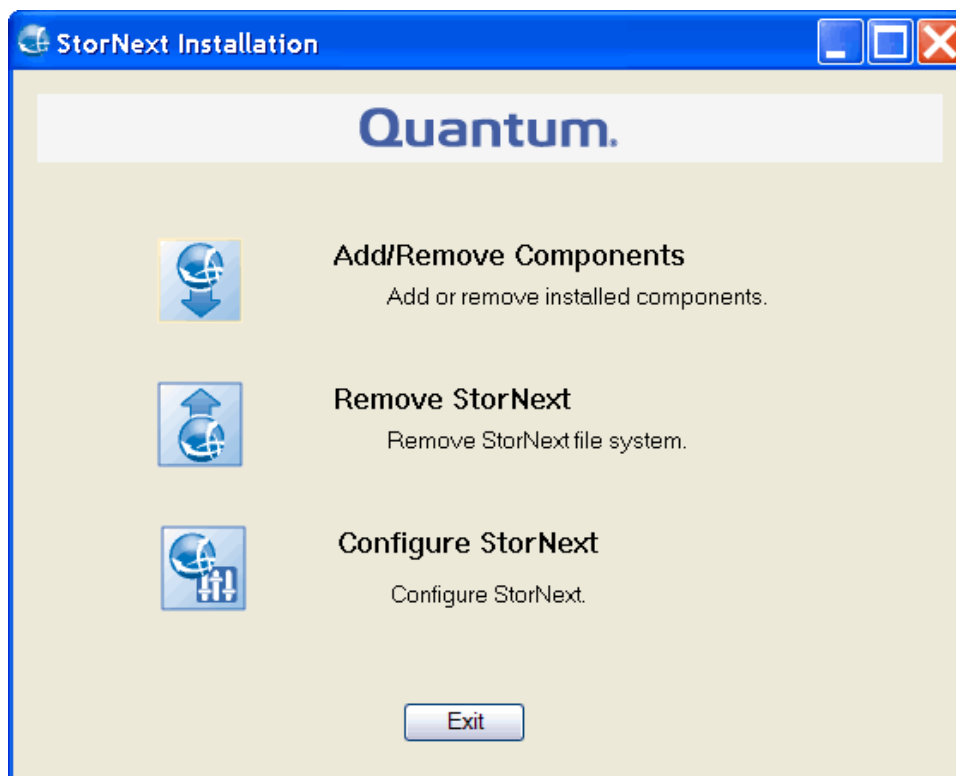 StorNext Installation
Quantum.
Add/Remove Components
Add or remove installed components.
Remove StorNext
Remove StorNext file system.
Configure StorNext
Configure StorNext.
Exit